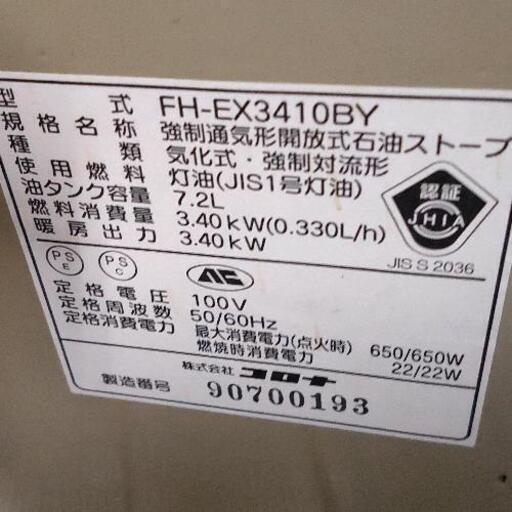 型式 FH-EX3410BY
規格名称 強制通気形開放式石油ストーブ
種類 気化式・強制対流形
使用燃料 灯油(JIS1号灯油)
油タンク容量 7.2L
燃料消費量 3.40kW(0.330L/h)
暖房出力 3.40kW
認証
JHIA
JIS S 2036
PS E
PS C
定格電圧 100V
定格周波数 50/60Hz
定格消費電力 最大消費電力(点火時) 650/650W
燃焼時消費電力 22/22W
株式会社 コロナ
製造番号 90700193